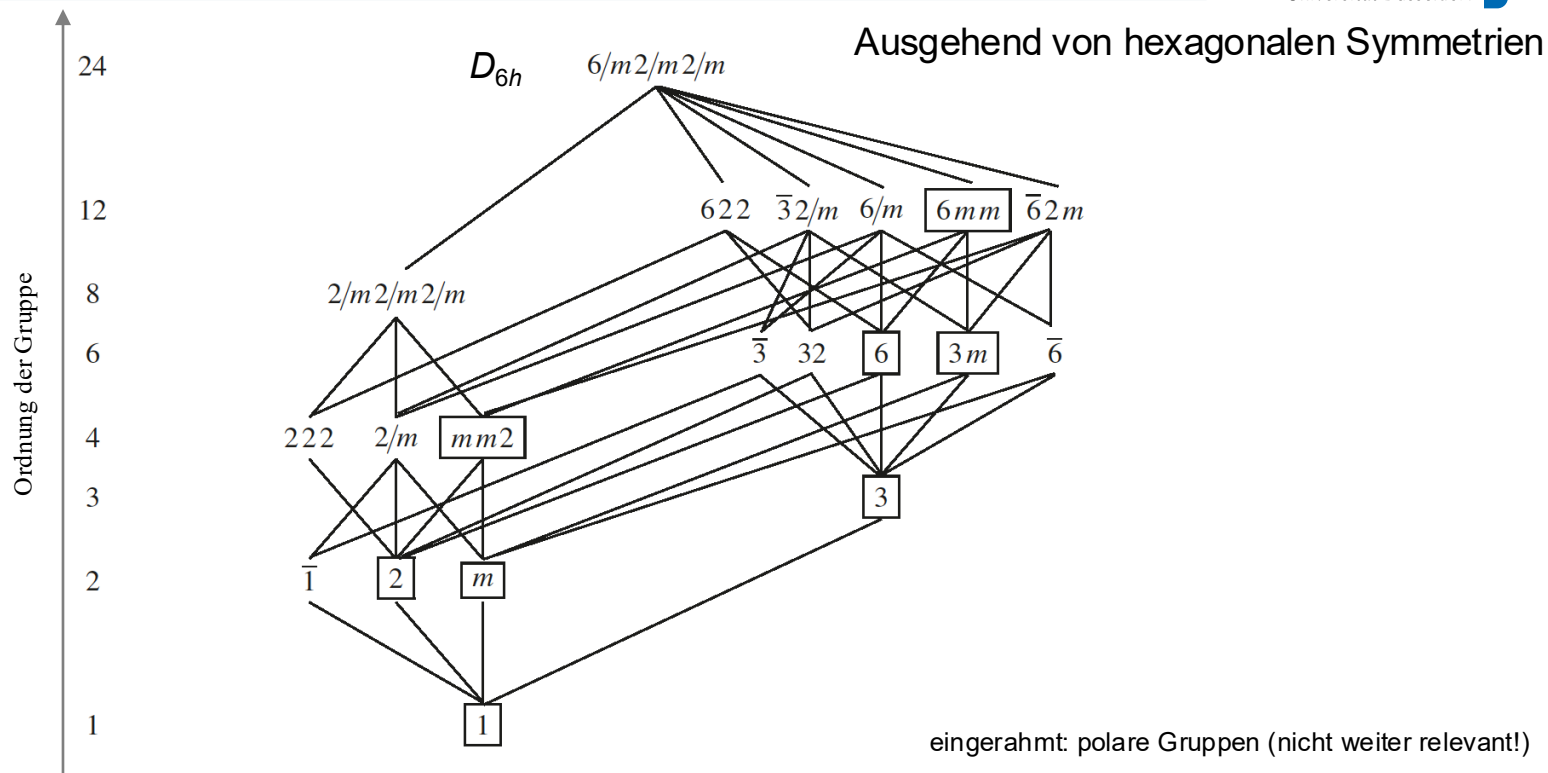 Ausgehend von hexagonalen Symmetrien
24 D6h 6/m2/m2/m
12 622 3̅2/m 6/m 6mm 6̅2m
8 2/m2/m2/m
6 3̅ 32 6 3m 6̅
4 222 2/m mm2
3 3
2 1̅ 2 m
1 1
Ordnung der Gruppe
eingerahmt: polare Gruppen (nicht weiter relevant!)